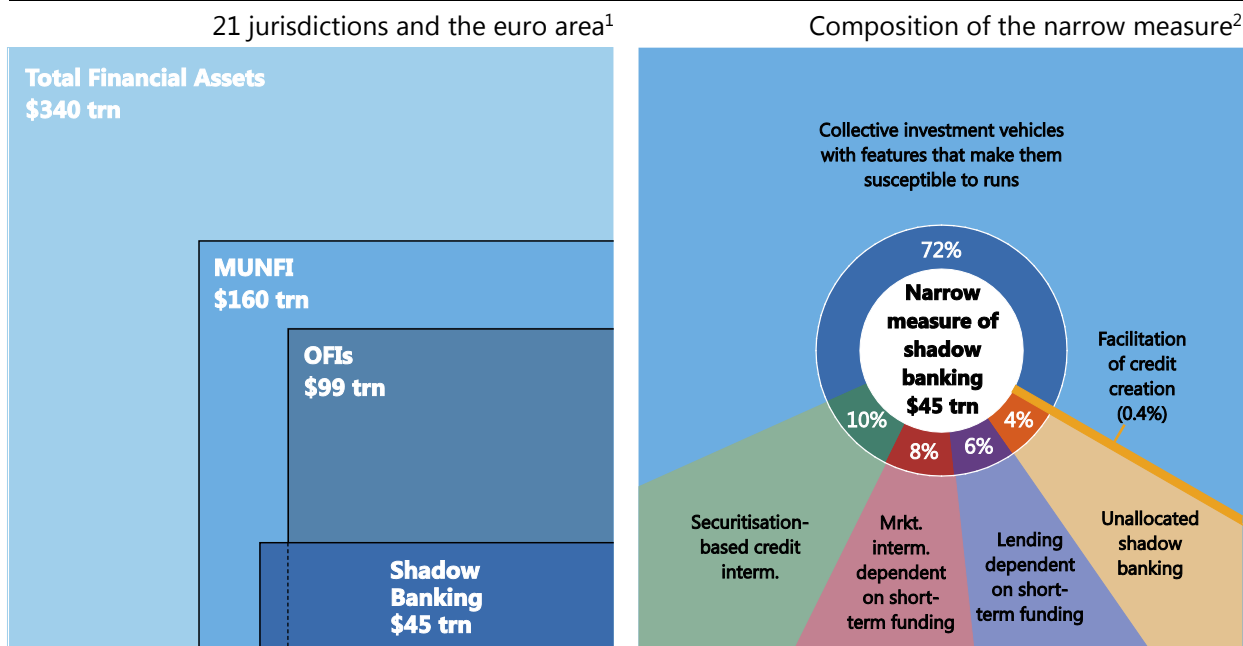 21 jurisdictions and the euro area1
Total Financial Assets
$340 trn
MUNFI
$160 trn
OFIs
$99 trn
Shadow
Banking
$45 trn
Composition of the narrow measure2
Collective investment vehicles
with features that make them
susceptible to runs
72%
Narrow
measure of
shadow
banking
$45 trn
Facilitation
of credit
creation
(0.4%)
10%
8%
6%
4%
Securitisation-
based credit
interm.
Mrkt.
interm.
dependent
on short-
term funding
Lending
dependent
on short-
term funding
Unallocated
shadow
banking